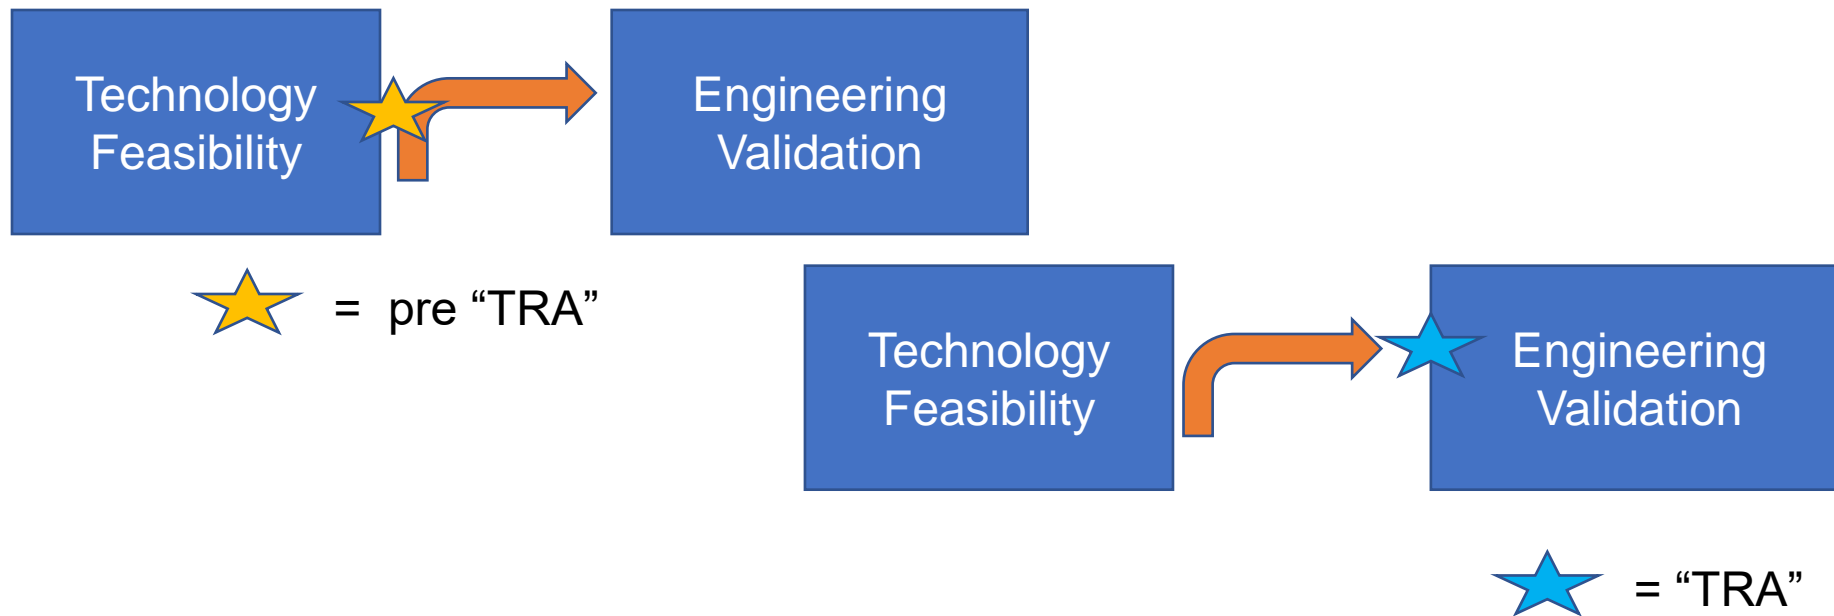 Technology
Feasibility
Engineering
Validation
= pre “TRA”
Technology
Feasibility
Engineering
Validation
= “TRA”